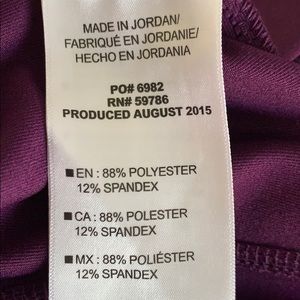 MADE IN JORDAN/
FABRIQUÉ EN JORDANIE/
HECHO EN JORDANIA
PO# 6982
RN# 59786
PRODUCED AUGUST 2015
■ EN : 88% POLYESTER
12% SPANDEX
■ CA : 88% POLYESTER
12% SPANDEX
■ MX : 88% POLIÉSTER
12% SPANDEX